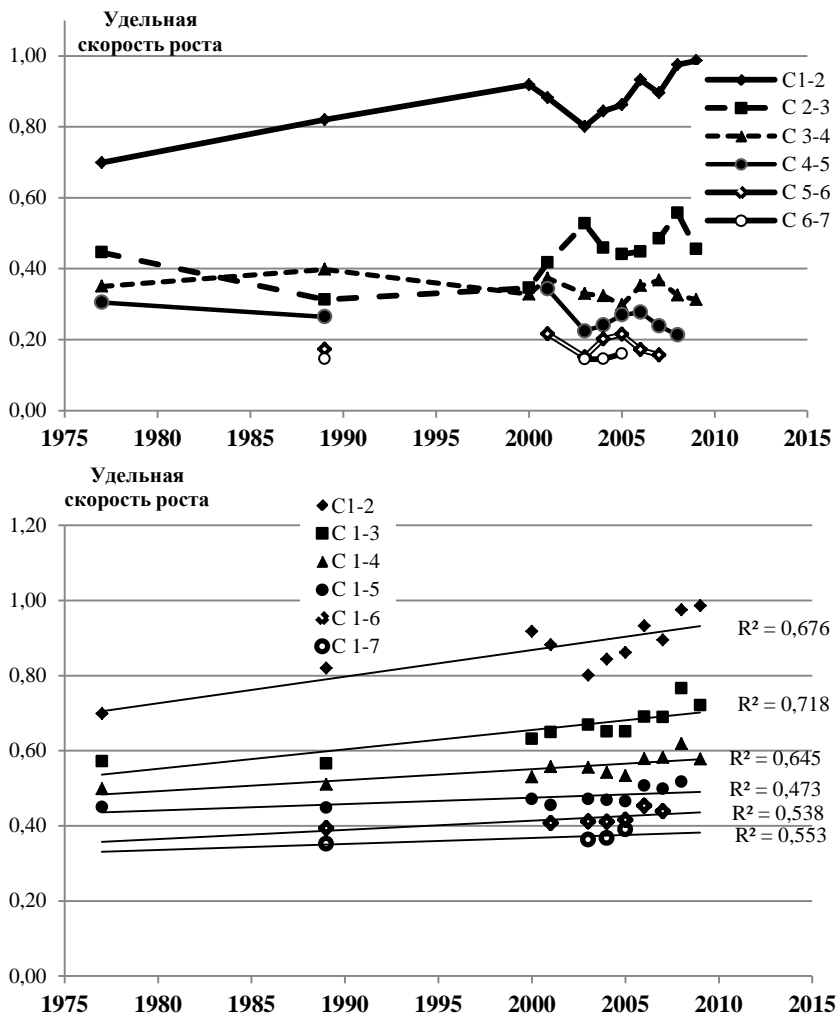 Удельная
скорость роста
1,00
0,80
0,60
0,40
0,20
0,00
1975 1980 1985 1990 1995 2000 2005 2010 2015
C1-2
C 2-3
C 3-4
C 4-5
C 5-6
C 6-7
Удельная
скорость роста
1,20
1,00
0,80
0,60
0,40
0,20
0,00
1975 1980 1985 1990 1995 2000 2005 2010 2015
C1-2
C 1-3
C 1-4
C 1-5
C 1-6
C 1-7
R² = 0,676
R² = 0,718
R² = 0,645
R² = 0,473
R² = 0,538
R² = 0,553